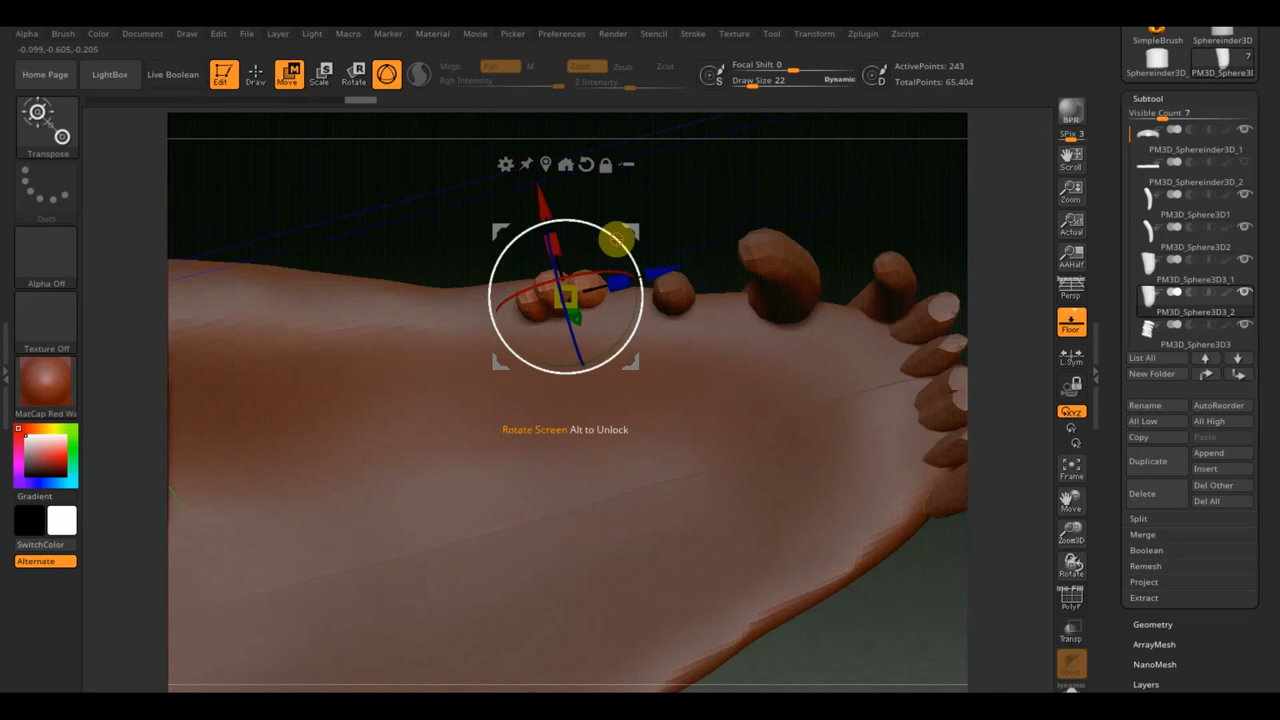 Alpha Brush Color Document Draw Edit File Layer Light Macro Marker Material Movie Picker Preferences Render Stencil Stroke Texture Tool Transform Zplugin Zscript
-0.099,-0.605,-0.205
Home Page
LightBox
Live Boolean
Edit
Draw
Move
Scale
Rotate
Mrgb
Rgb
M
Rgb Intensity
Zadd
Zsub
Zcut
Z Intensity
S
Focal Shift 0
Draw Size 22
Dynamic
D
ActivePoints: 243
TotalPoints: 65,404
SimpleBrush
Sphereinder3D
Sphereinder3D_
7
PM3D_Sphere3D
Transpose
Dots
Alpha Off
Texture Off
MatCap Red Wa
Gradient
SwitchColor
Alternate
Rotate Screen Alt to Unlock
BPR
SPix 3
Scroll
Zoom
Actual
AAHalf
Dynamic
Persp
Floor
L.Sym
XYZ
Frame
Move
Zoom3D
Rotate
PolyF
Transp
Dynamic
Subtool
Visible Count 7
PM3D_Sphereinder3D_1
PM3D_Sphereinder3D_2
PM3D_Sphere3D1
PM3D_Sphere3D2
PM3D_Sphere3D3_1
PM3D_Sphere3D3_2
PM3D_Sphere3D3
List All
New Folder
Rename
AutoReorder
All Low
All High
Copy
Paste
Duplicate
Append
Insert
Delete
Del Other
Del All
Split
Merge
Boolean
Remesh
Project
Extract
Geometry
ArrayMesh
NanoMesh
Layers